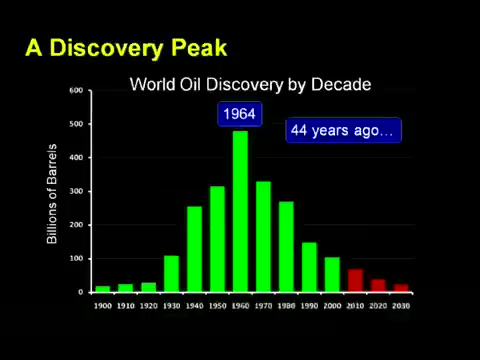 A Discovery Peak
World Oil Discovery by Decade
1964
44 years ago...
Billions of Barrels
600
500
400
300
200
100
0
1900 1910 1920 1930 1940 1950 1960 1970 1980 1990 2000 2010 2020 2030